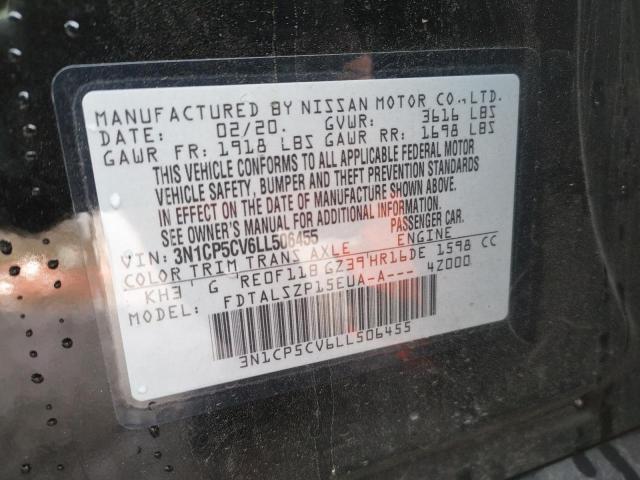 MANUFACTURED BY NISSAN MOTOR CO., LTD.
DATE: 02/20. GVWR: 3616 LBS
GAWR FR: 1918 LBS GAWR RR: 1698 LBS
THIS VEHICLE CONFORMS TO ALL APPLICABLE FEDERAL MOTOR
VEHICLE SAFETY, BUMPER AND THEFT PREVENTION STANDARDS
IN EFFECT ON THE DATE OF MANUFACTURE SHOWN ABOVE.
SEE OWNER'S MANUAL FOR ADDITIONAL INFORMATION.
VIN: 3N1CP5CV6LL506455 PASSENGER CAR.
COLOR TRIM TRANS AXLE ENGINE
KH3 G RE0F11B GZ39 HR16DE 1598 CC
MODEL: FDTALSZP15EUA-A--- 4Z000
3N1CP5CV6LL506455